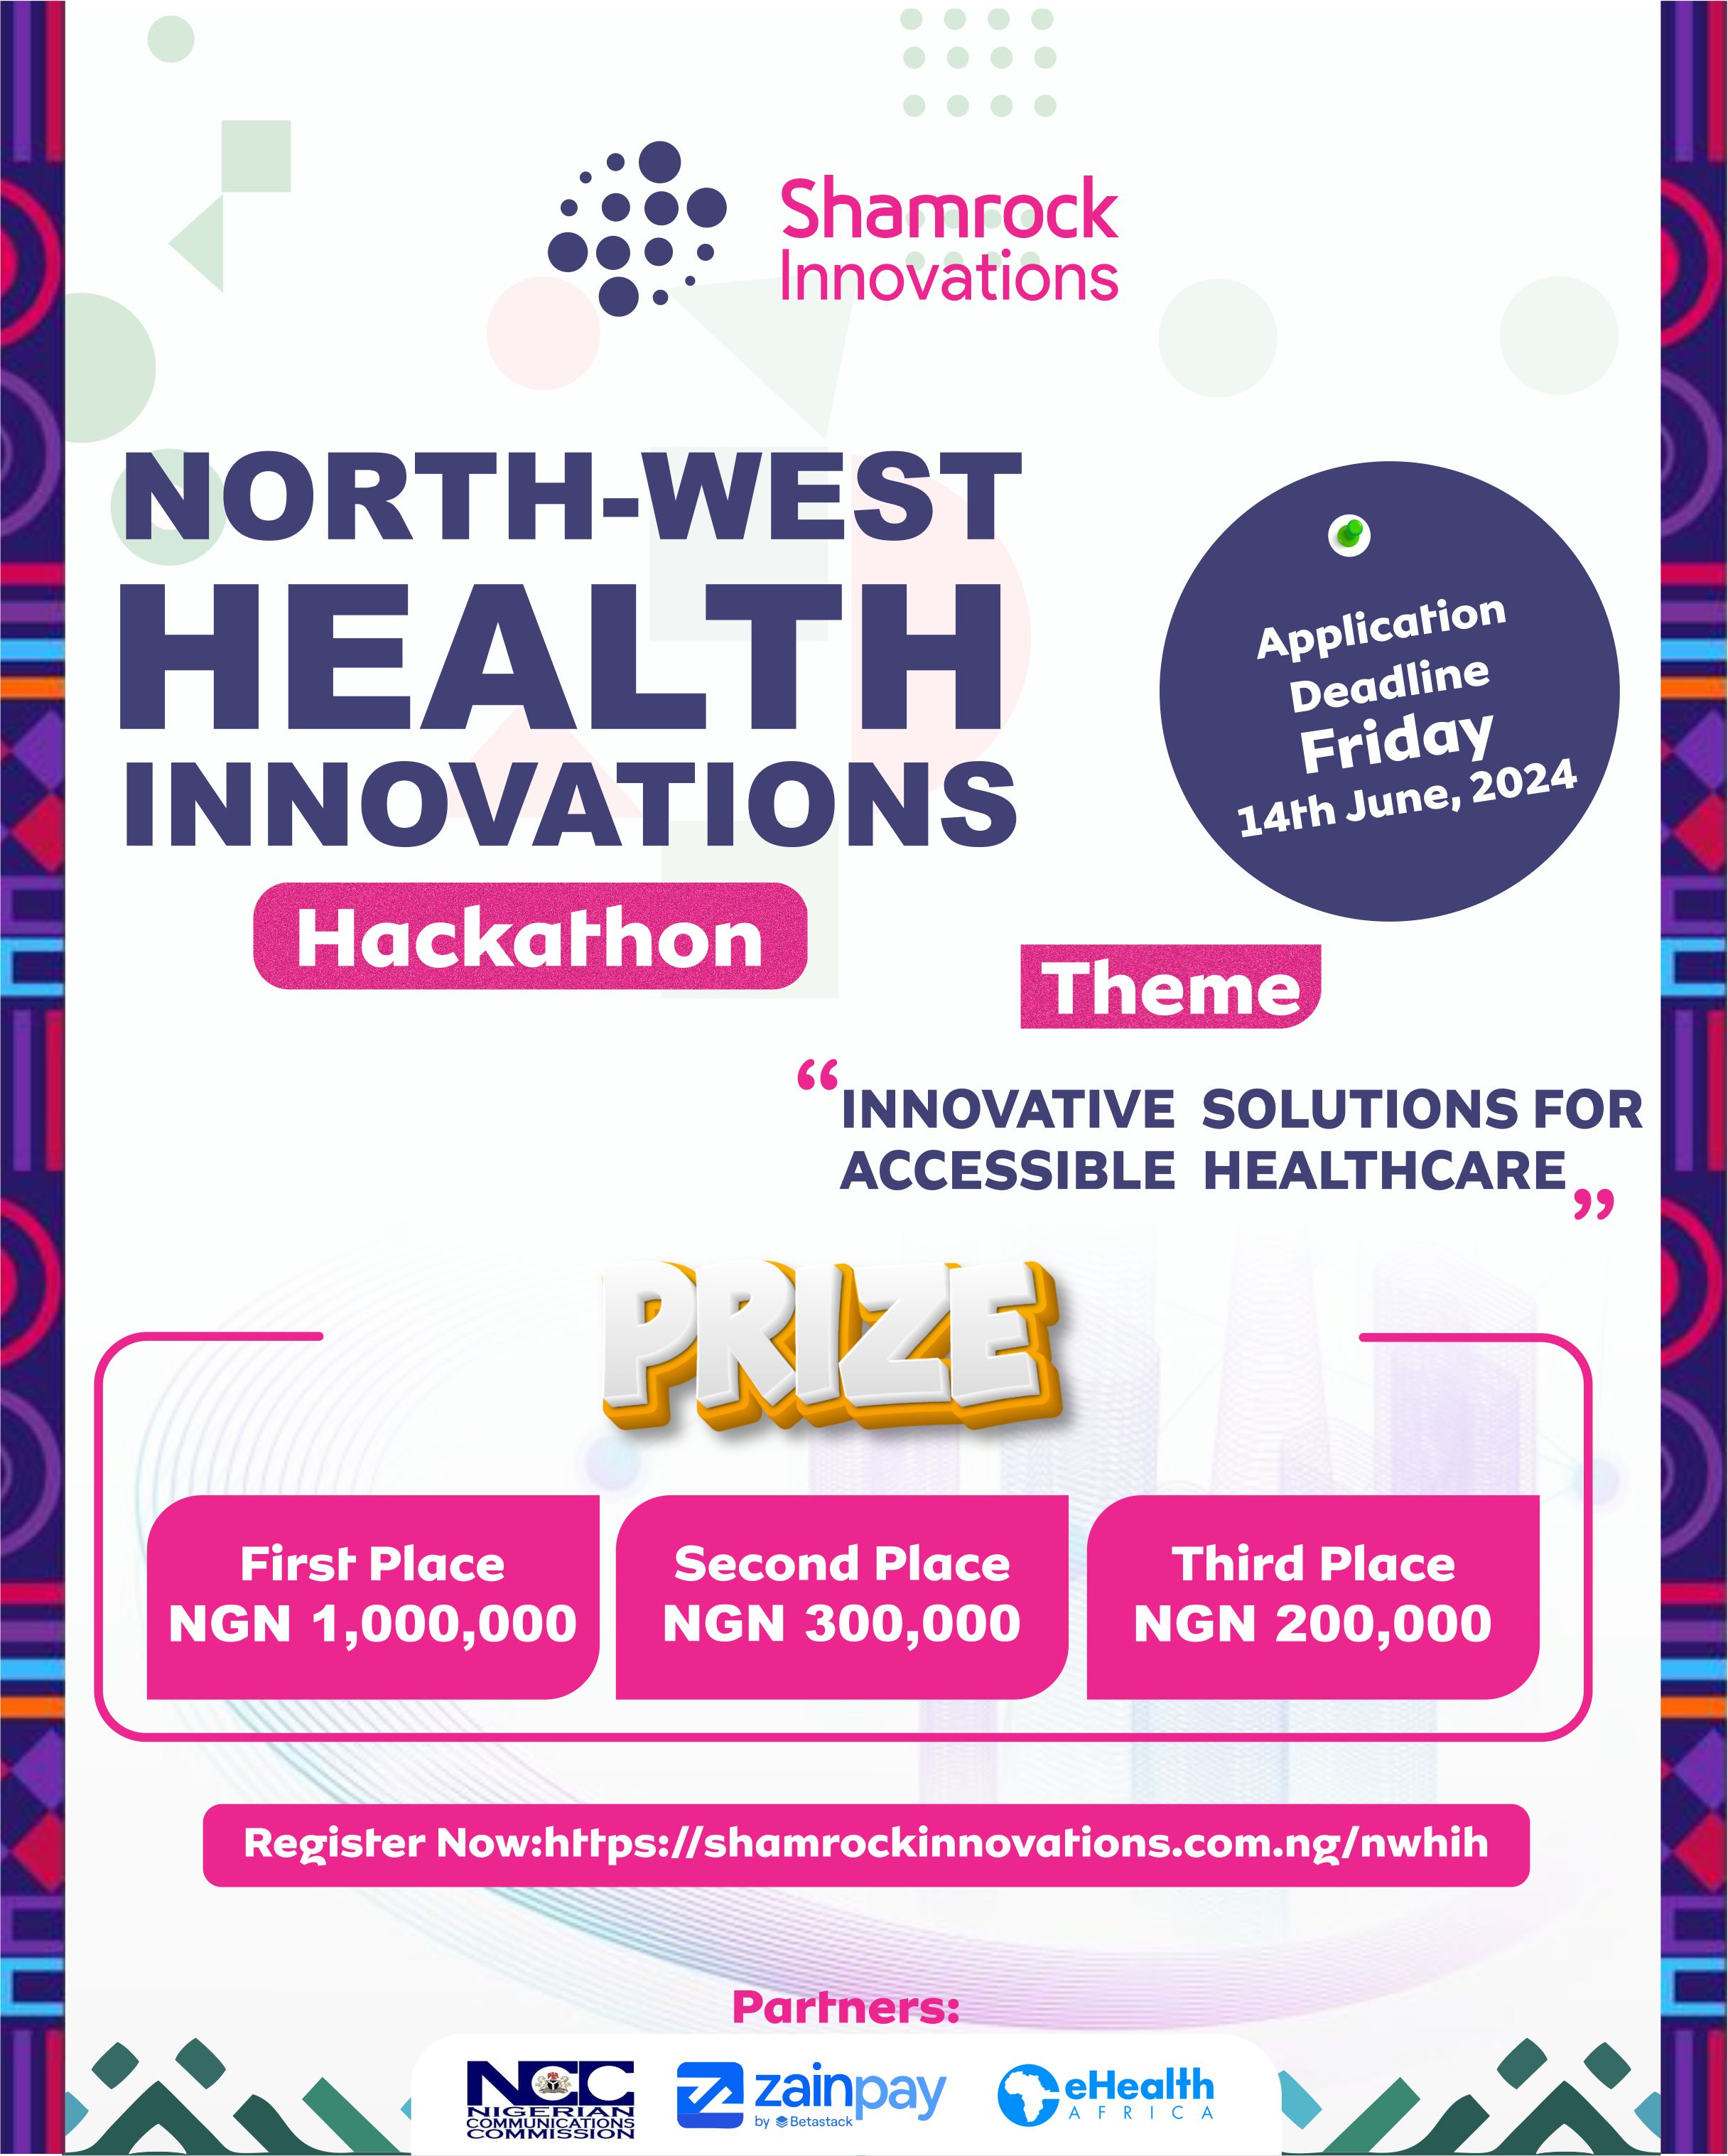 Shamrock
Innovations
NORTH-WEST
HEALTH
INNOVATIONS
Hackathon
Application
Deadline
Friday
14th June, 2024
Theme
“INNOVATIVE SOLUTIONS FOR
ACCESSIBLE HEALTHCARE”
PRIZE
First Place
NGN 1,000,000
Second Place
NGN 300,000
Third Place
NGN 200,000
Register Now:https://shamrockinnovations.com.ng/nwhih
Partners:
NCC
NIGERIAN
COMMUNICATIONS
COMMISSION
zainpay
by Betastack
eHealth
AFRICA